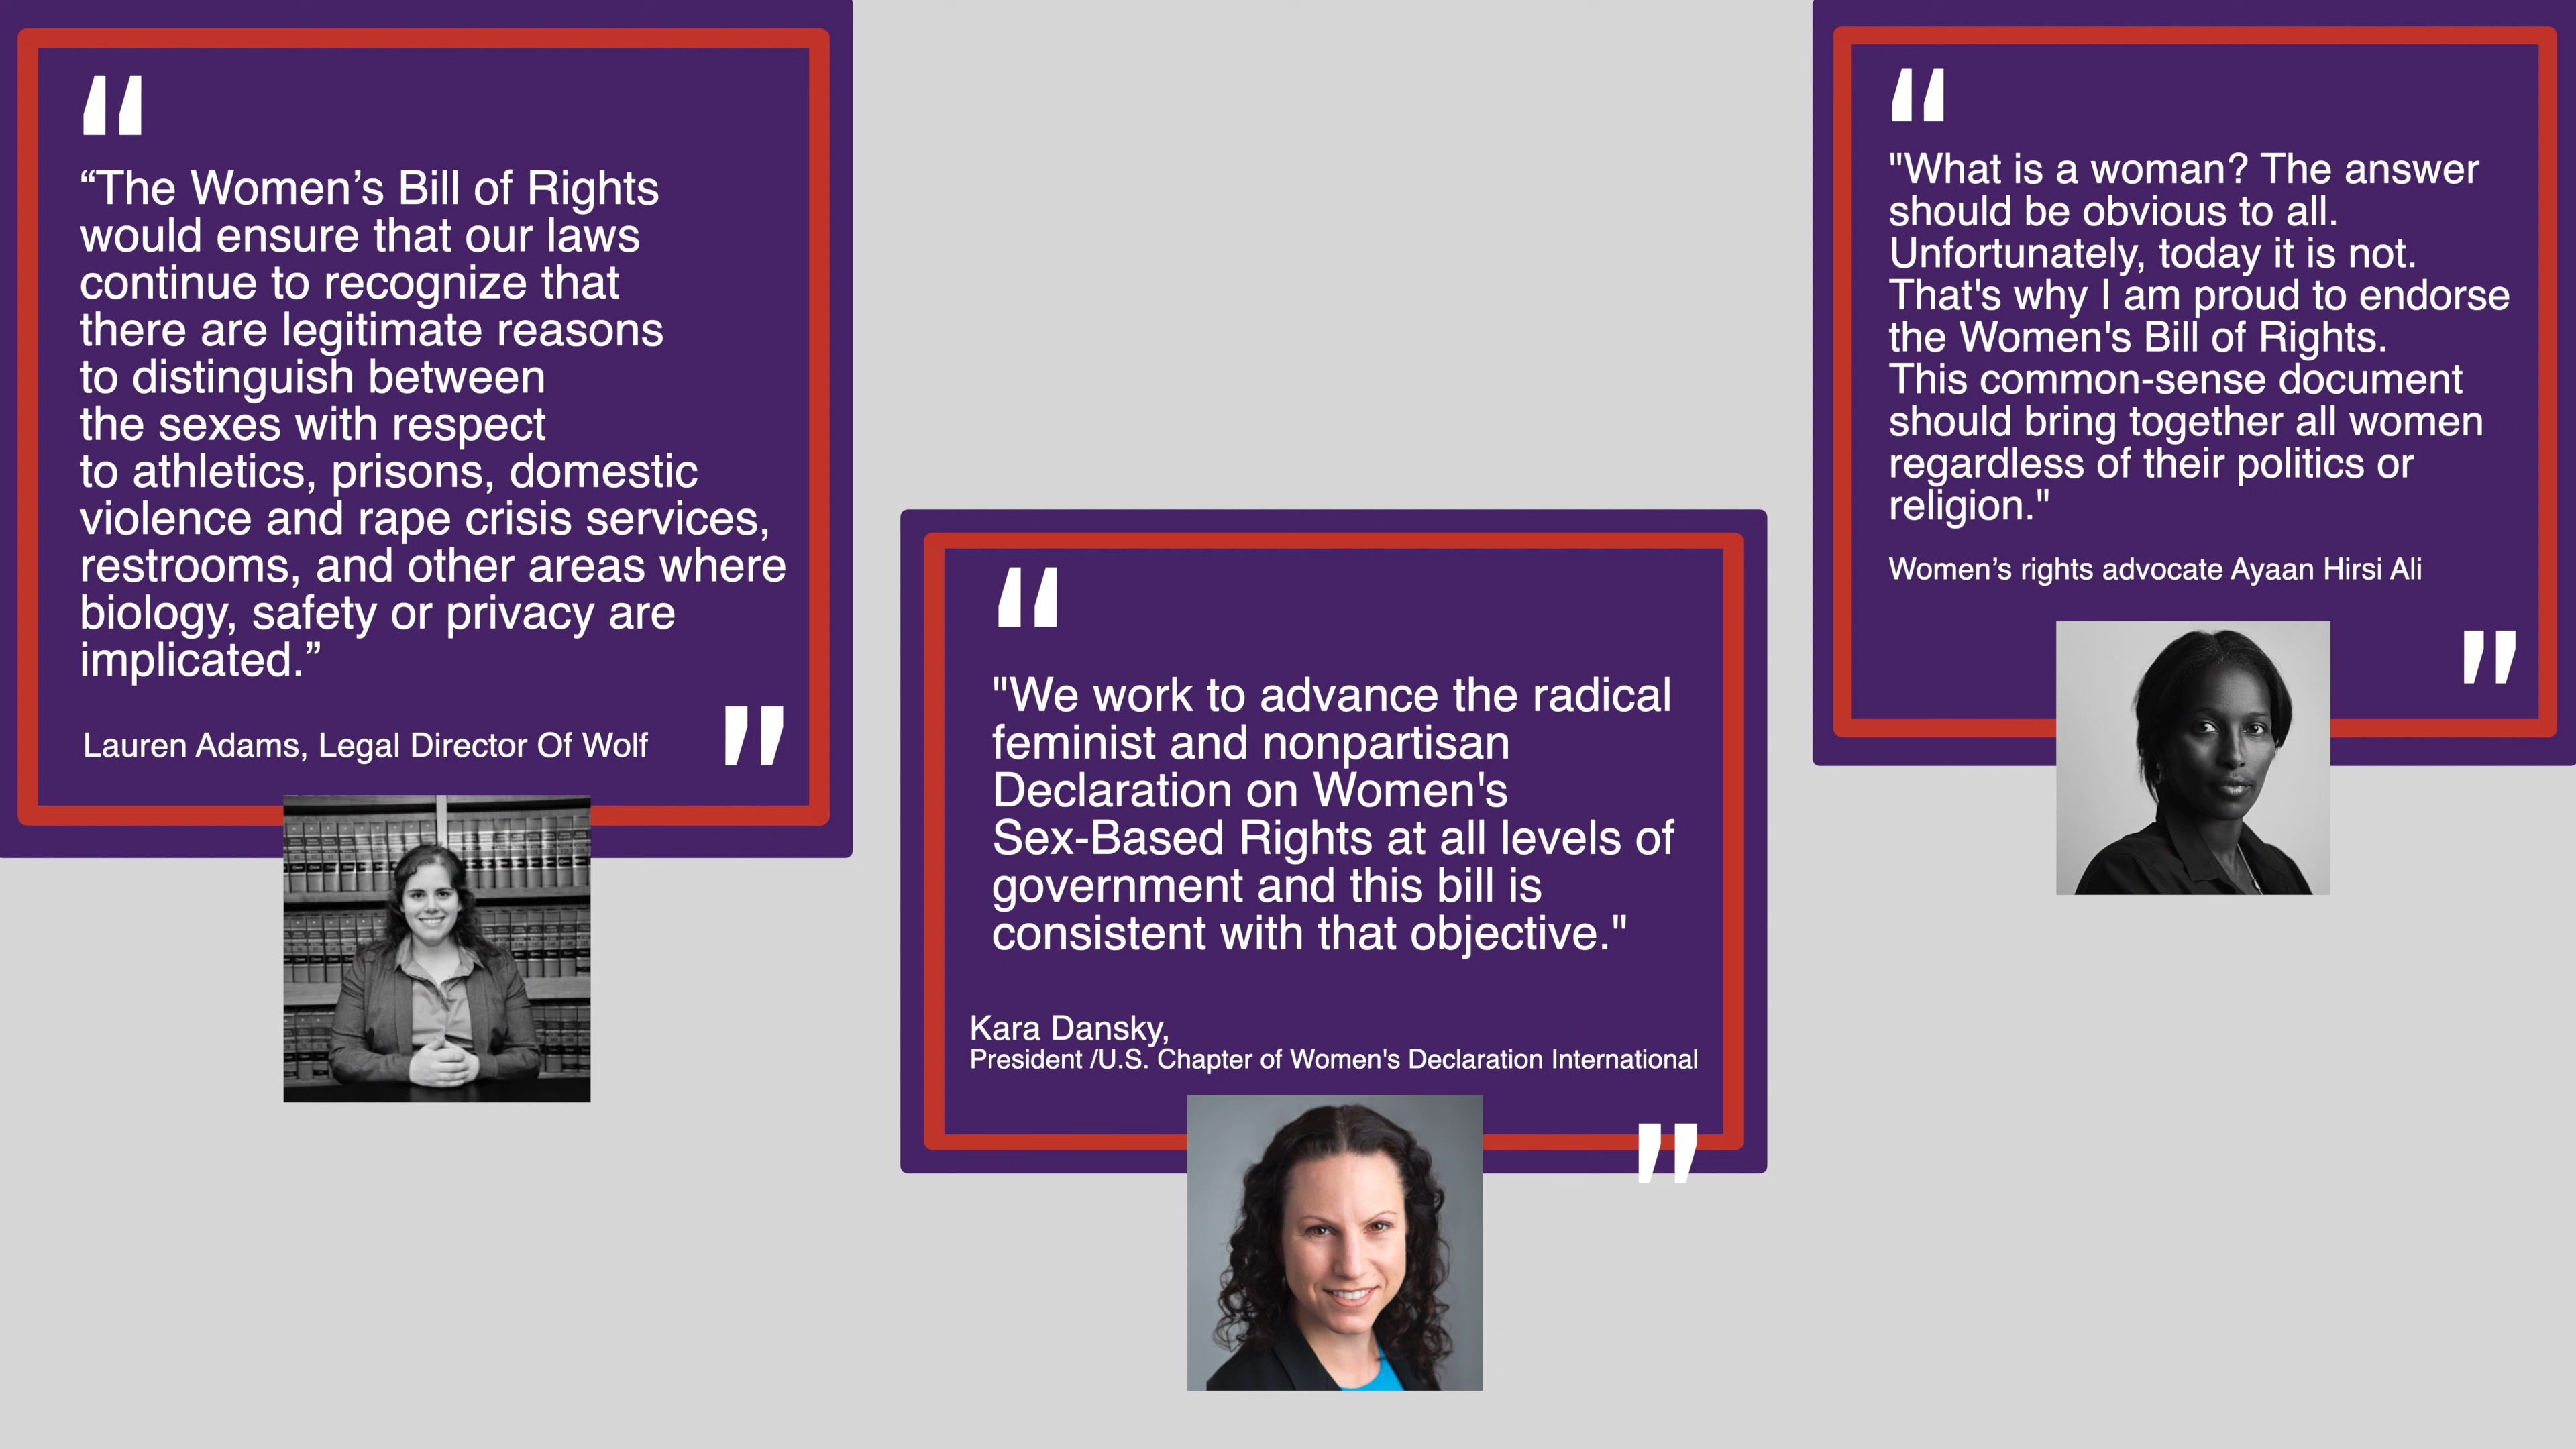 “
“The Women’s Bill of Rights
would ensure that our laws
continue to recognize that
there are legitimate reasons
to distinguish between
the sexes with respect
to athletics, prisons, domestic
violence and rape crisis services,
restrooms, and other areas where
biology, safety or privacy are
implicated.”
Lauren Adams, Legal Director Of Wolf
”
“
"We work to advance the radical
feminist and nonpartisan
Declaration on Women's
Sex-Based Rights at all levels of
government and this bill is
consistent with that objective."
Kara Dansky,
President /U.S. Chapter of Women's Declaration International
”
“
"What is a woman? The answer
should be obvious to all.
Unfortunately, today it is not.
That's why I am proud to endorse
the Women's Bill of Rights.
This common-sense document
should bring together all women
regardless of their politics or
religion."
Women’s rights advocate Ayaan Hirsi Ali
”